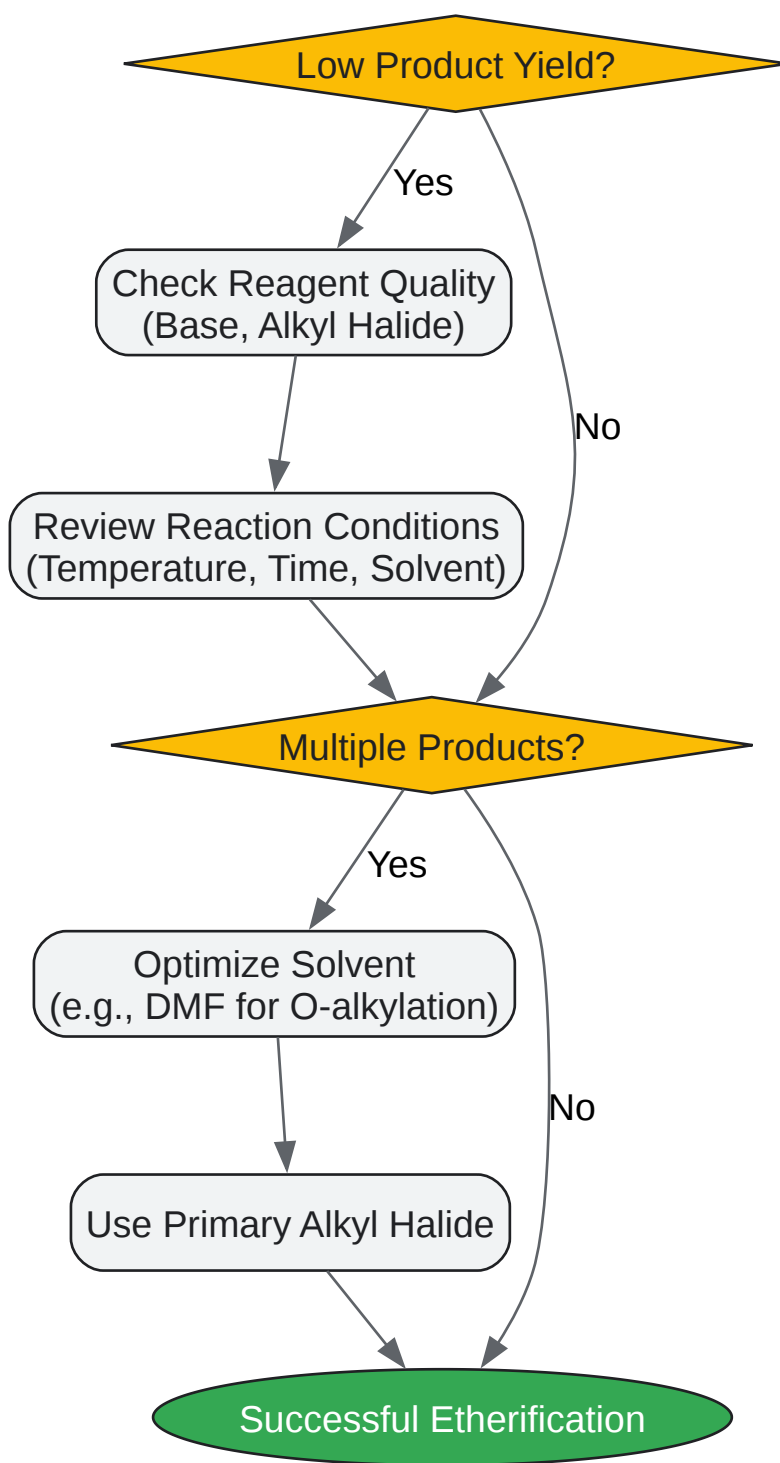 Low Product Yield?
Yes
Check Reagent Quality
(Base, Alkyl Halide)
No
Review Reaction Conditions
(Temperature, Time, Solvent)
Multiple Products?
Yes
Optimize Solvent
(e.g., DMF for O-alkylation)
No
Use Primary Alkyl Halide
Successful Etherification